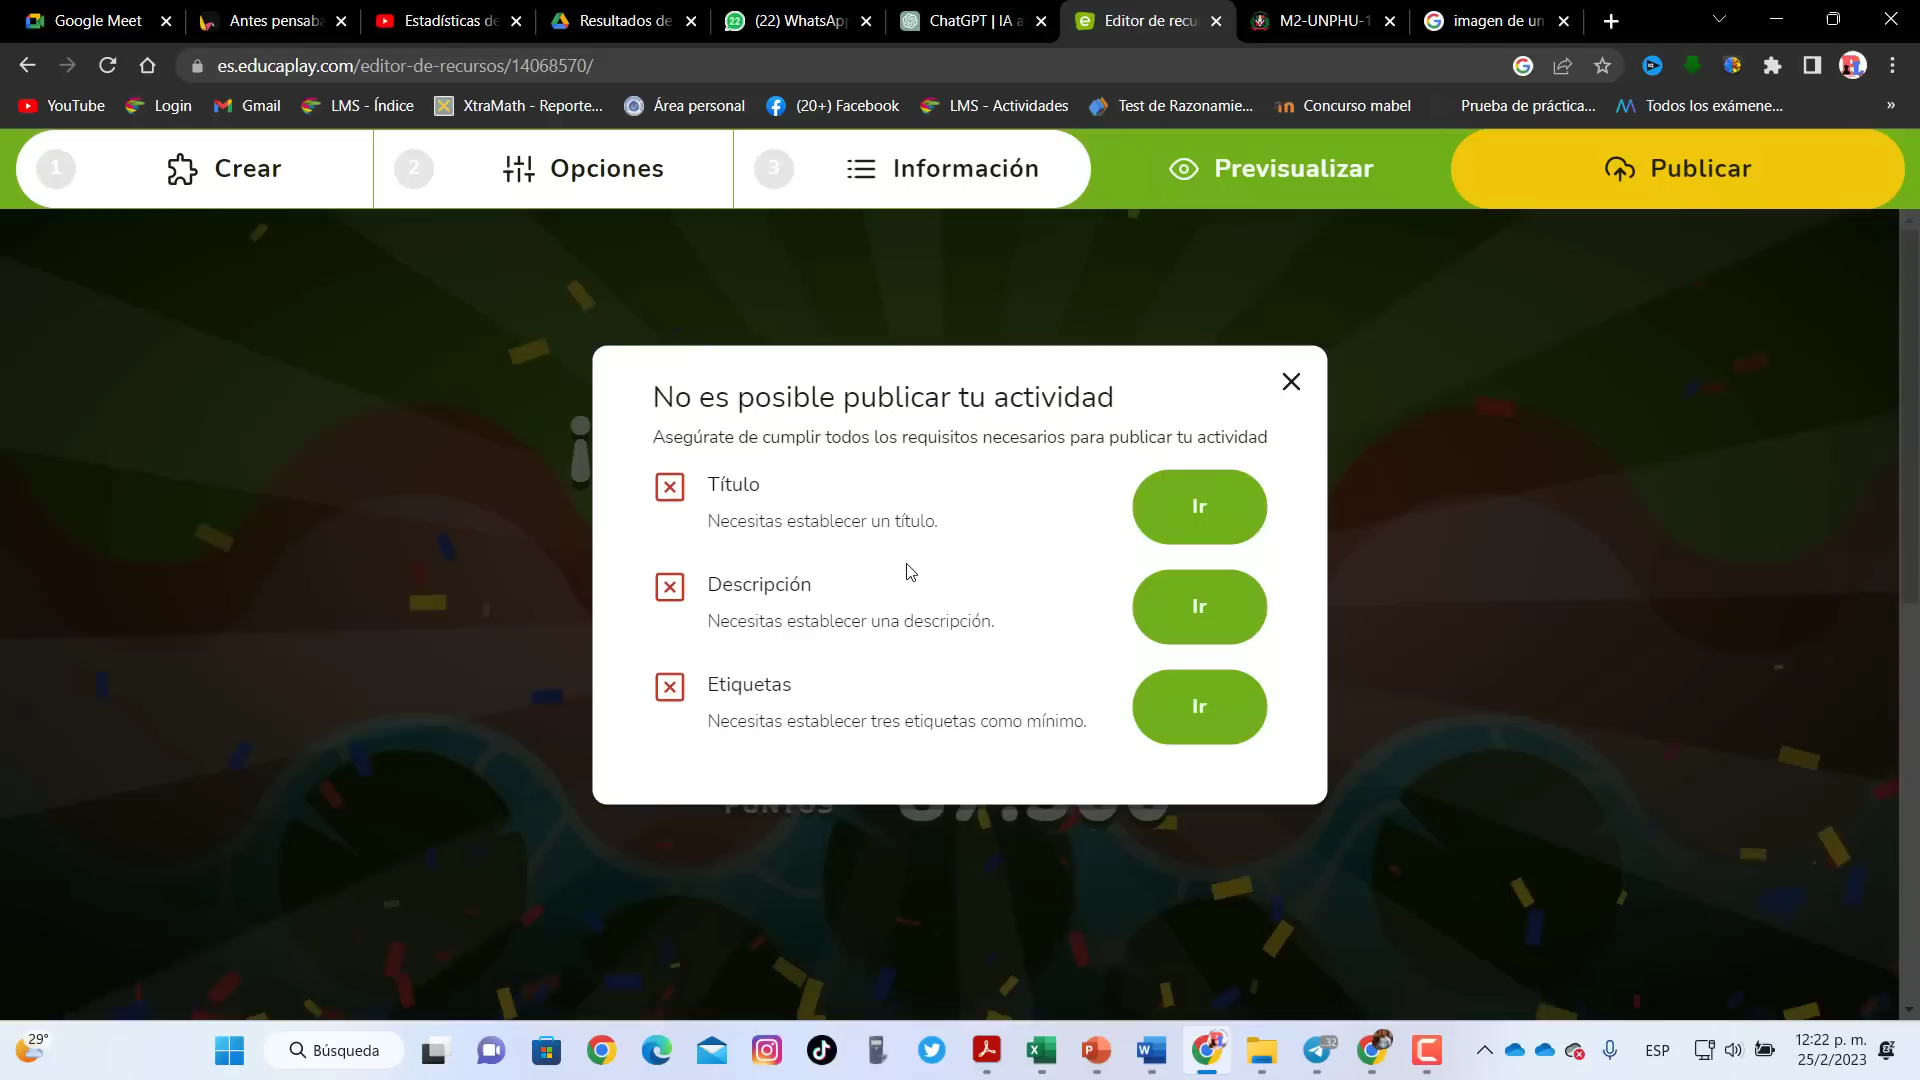 Google Meet
Antes pensab
Estadísticas de
Resultados de
(22) WhatsAp
ChatGPT | IA a
Editor de recu
M2-UNPHU-1
imagen de un
es.educaplay.com/editor-de-recursos/14068570/
YouTube
Login
Gmail
LMS - Índice
XtraMath - Reporte...
Área personal
(20+) Facebook
LMS - Actividades
Test de Razonamie...
Concurso mabel
Prueba de práctica...
Todos los exámene...
»
1 Crear
2 Opciones
3 Información
Previsualizar
Publicar
No es posible publicar tu actividad
Asegúrate de cumplir todos los requisitos necesarios para publicar tu actividad
Título
Necesitas establecer un título.
Ir
Descripción
Necesitas establecer una descripción.
Ir
Etiquetas
Necesitas establecer tres etiquetas como mínimo.
Ir
29°
Búsqueda
ESP
12:22 p. m.
25/2/2023